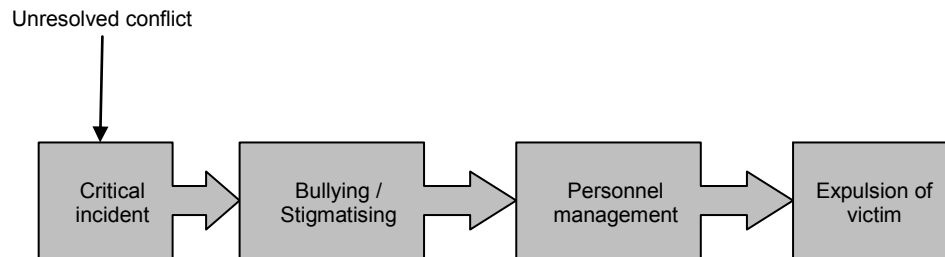 Unresolved conflict
Critical
incident
Bullying /
Stigmatising
Personnel
management
Expulsion of
victim